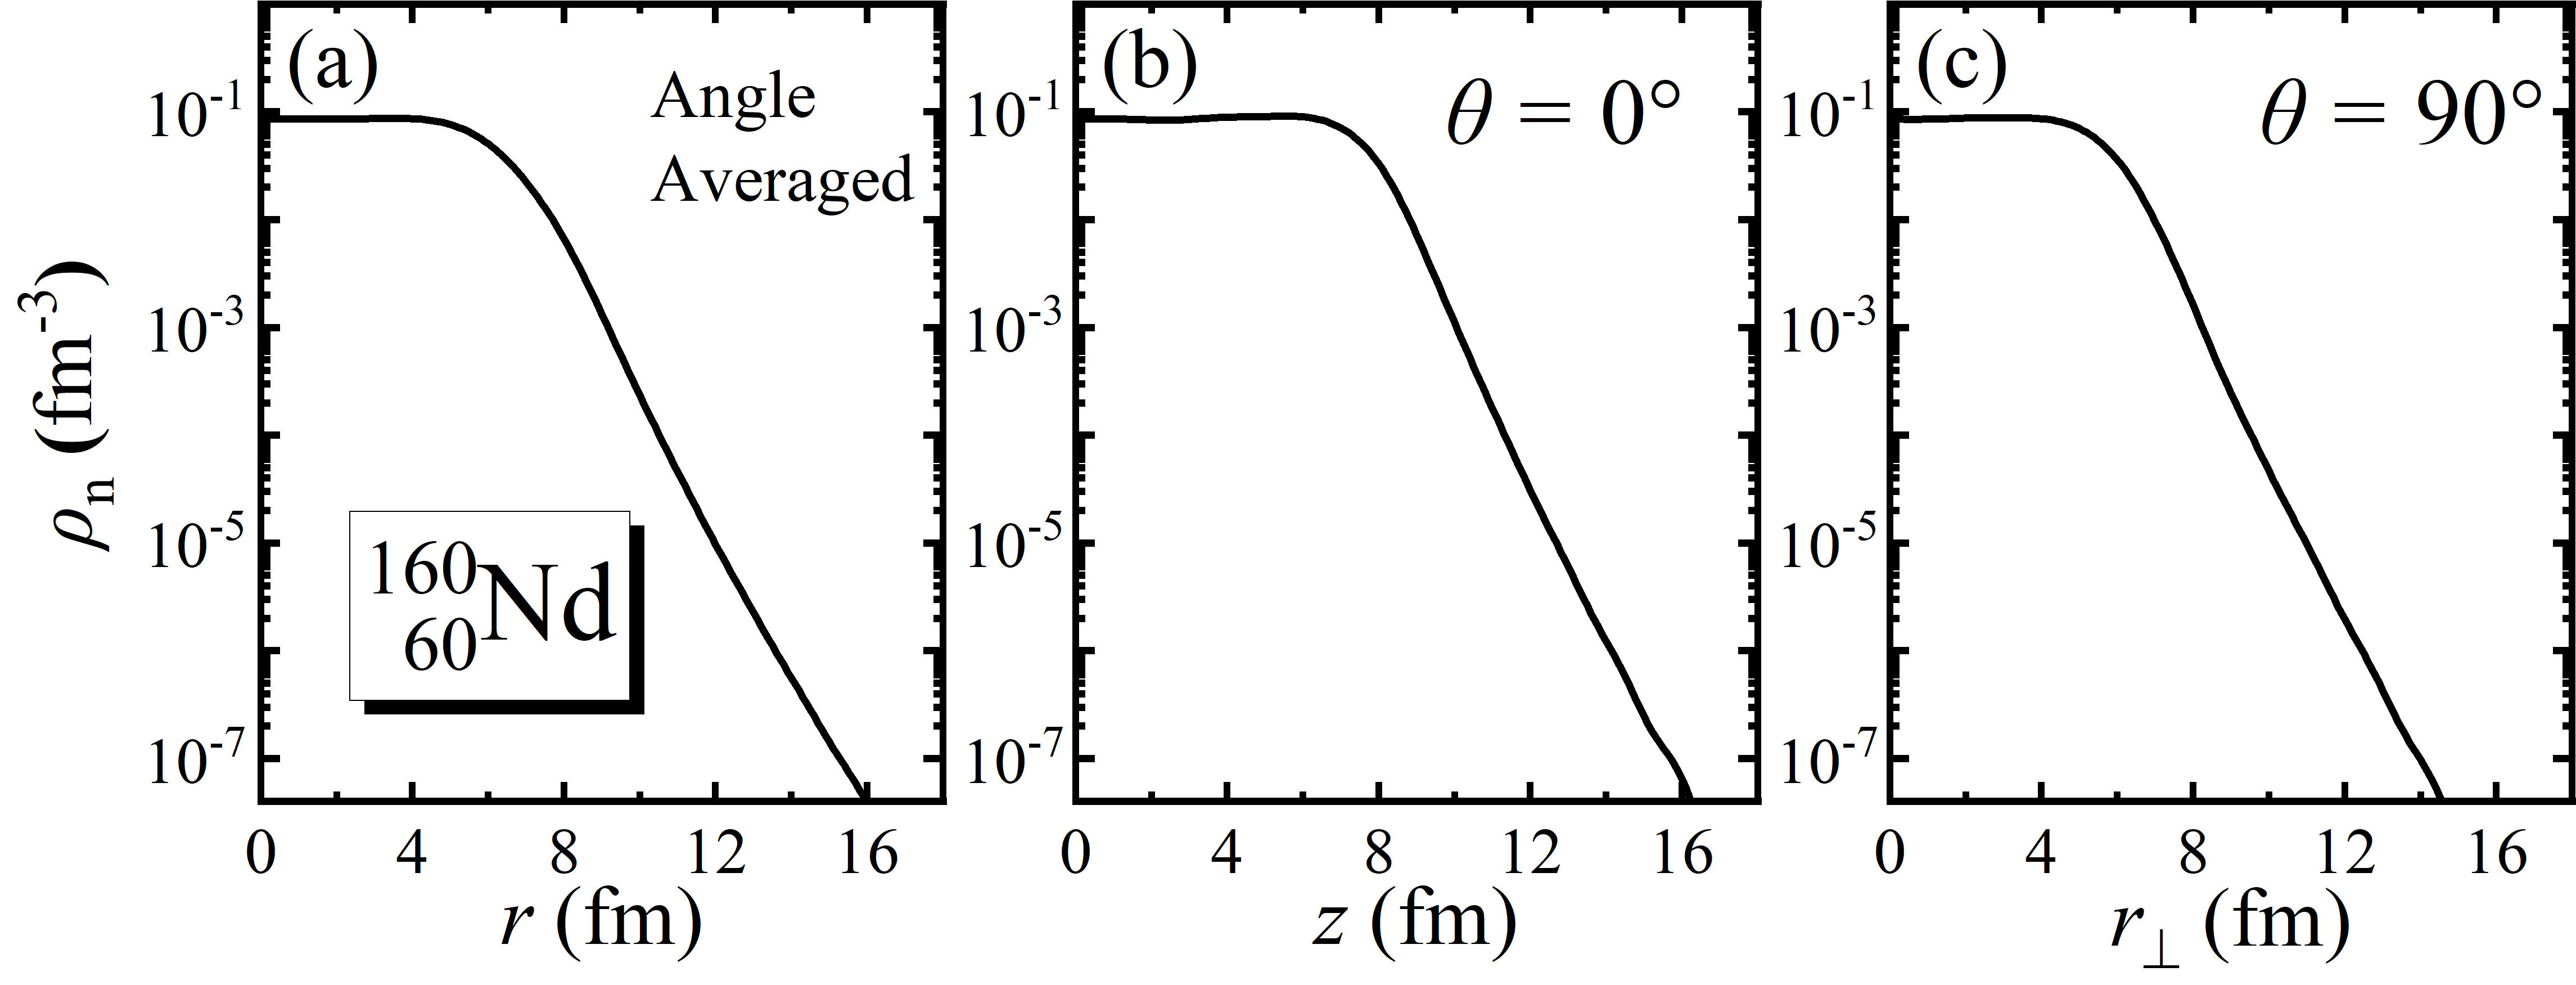 (a)
Angle
Averaged
ρn (fm-3)
10-1
10-3
10-5
10-7
160
60Nd
0 4 8 12 16
r (fm)
(b)
θ = 0°
10-1
10-3
10-5
10-7
0 4 8 12 16
z (fm)
(c)
θ = 90°
10-1
10-3
10-5
10-7
0 4 8 12 16
r⊥ (fm)